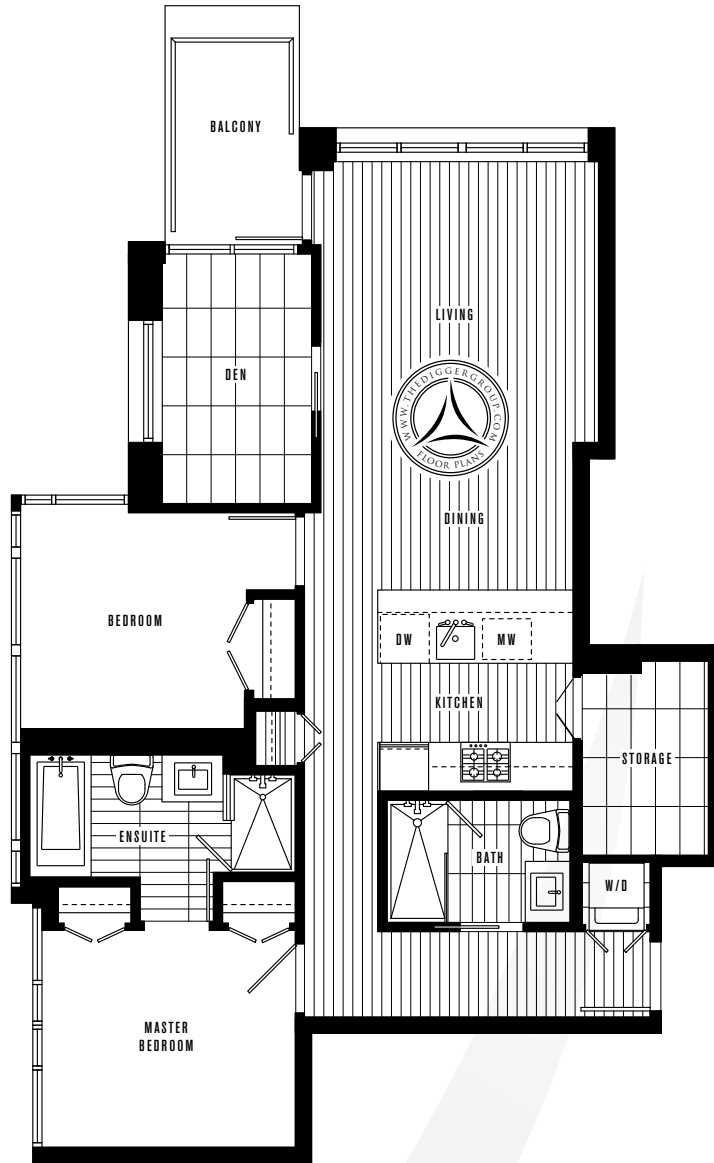 BALCONY
LIVING
DEN
WWW.THEDIGGERGROUP.COM
FLOOR PLANS
DINING
BEDROOM
DW
MW
KITCHEN
STORAGE
ENSUITE
BATH
W/D
MASTER
BEDROOM